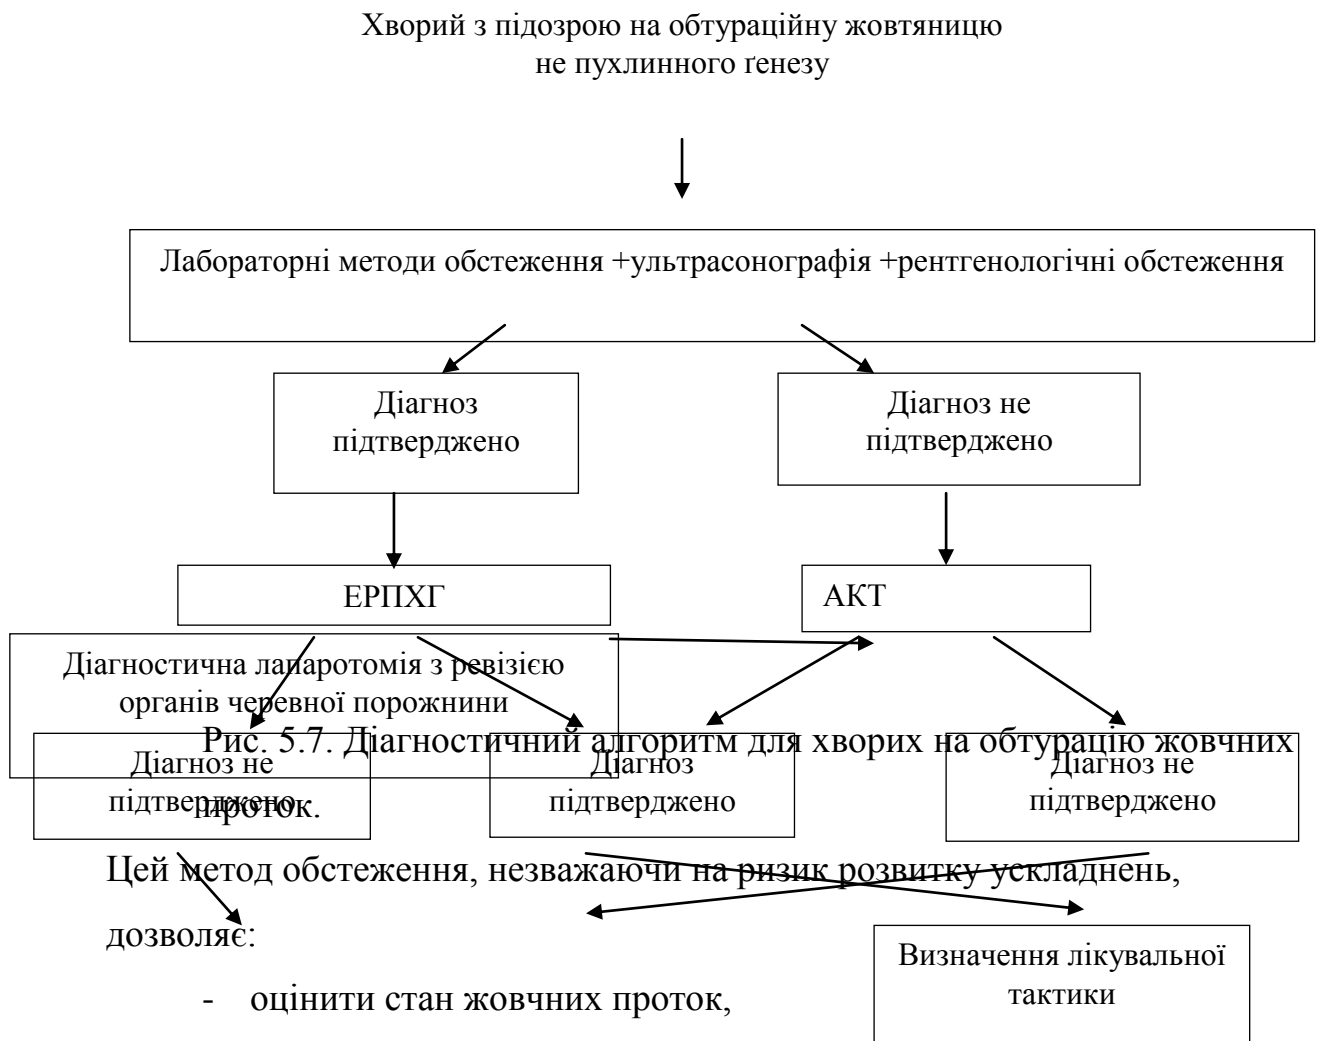 Хворий з підозрою на обтураційну жовтяницю
не пухлинного ґенезу
Лабораторні методи обстеження +ультрасонографія +рентгенологічні обстеження
Діагноз
підтверджено
Діагноз не
підтверджено
ЕРПХГ
АКТ
Діагностична лапаротомія з ревізією
органів черевної порожнини
Рис. 5.7. Діагностичний алгоритм для хворих на обтурацію жовчних
проток.
Діагноз не
підтверджено
Діагноз
підтверджено
Діагноз не
підтверджено
Цей метод обстеження, незважаючи на ризик розвитку ускладнень,
дозволяє:
- оцінити стан жовчних проток,
Визначення лікувальної
тактики